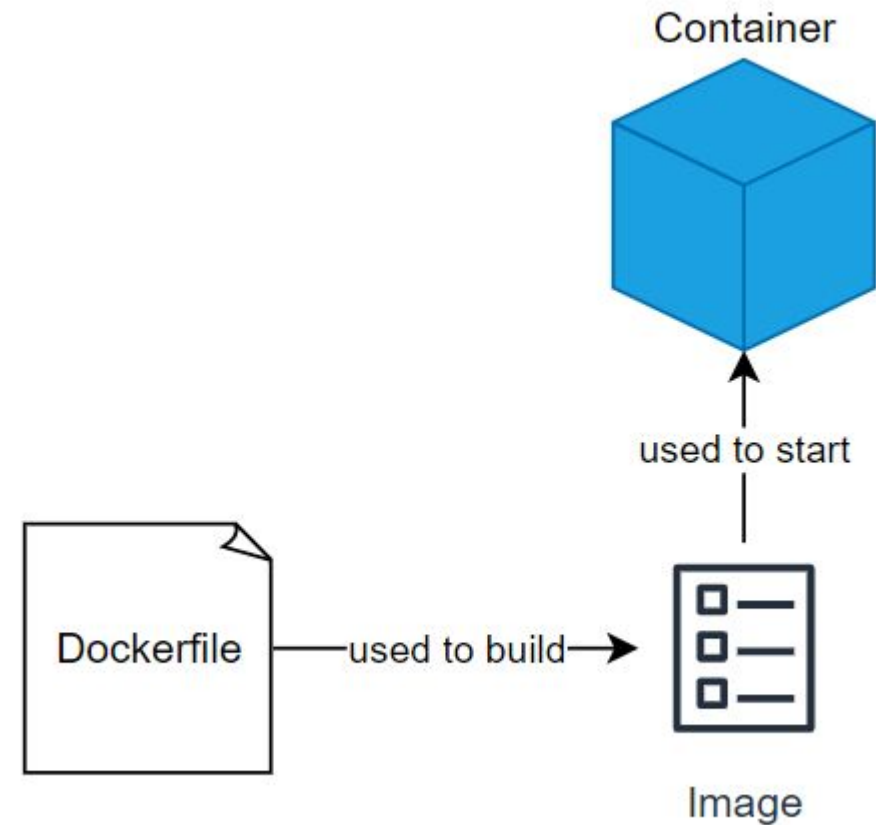 Container
used to start
Dockerfile
used to build
Image